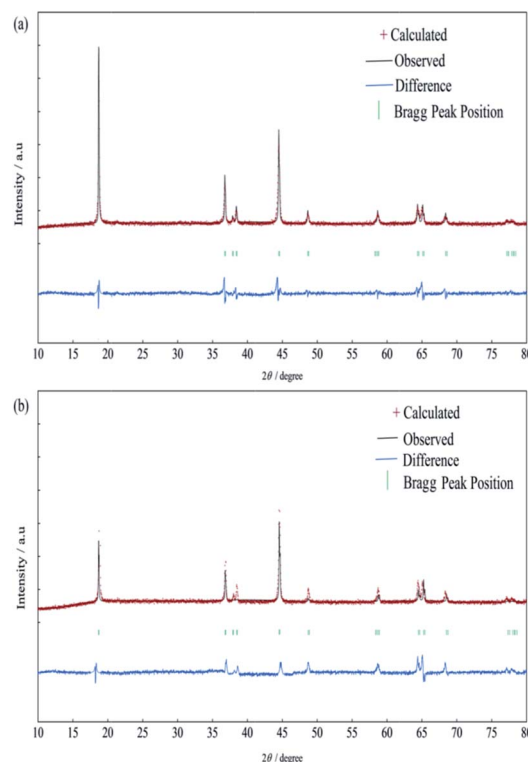 (a)
+ Calculated
Observed
Difference
Bragg Peak Position
Intensity / a.u
10 15 20 25 30 35 40 45 50 55 60 65 70 75 80
2θ / degree
(b)
+ Calculated
Observed
Difference
Bragg Peak Position
Intensity / a.u
10 15 20 25 30 35 40 45 50 55 60 65 70 75 80
2θ / degree